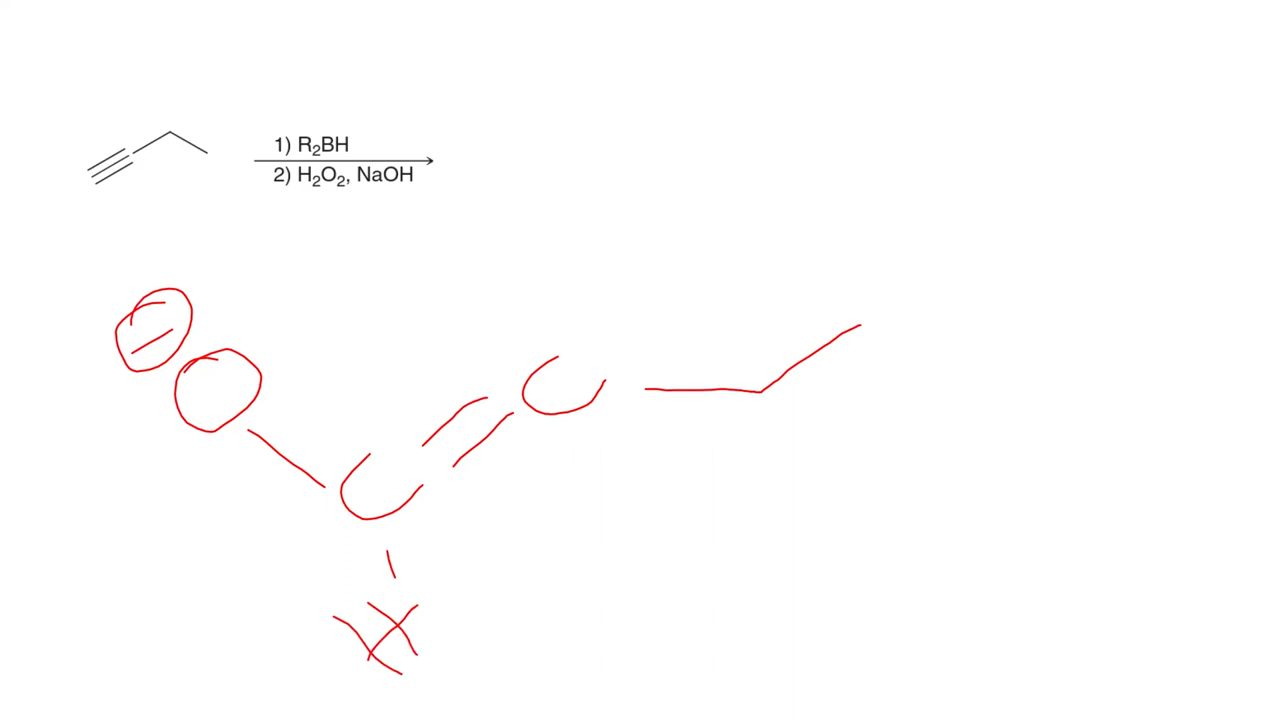 1) R₂BH
2) H₂O₂, NaOH
⊖
O
C
C
H